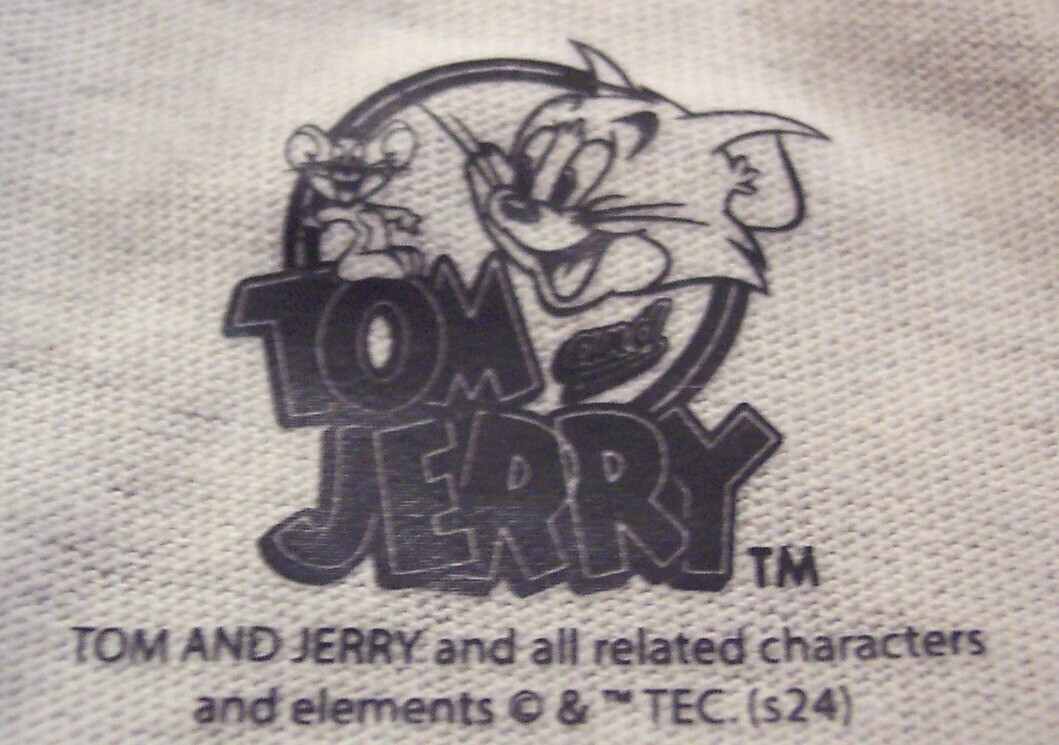 TOM
and
JERRY
TM
TOM AND JERRY and all related characters
and elements © & ™ TEC. (s24)